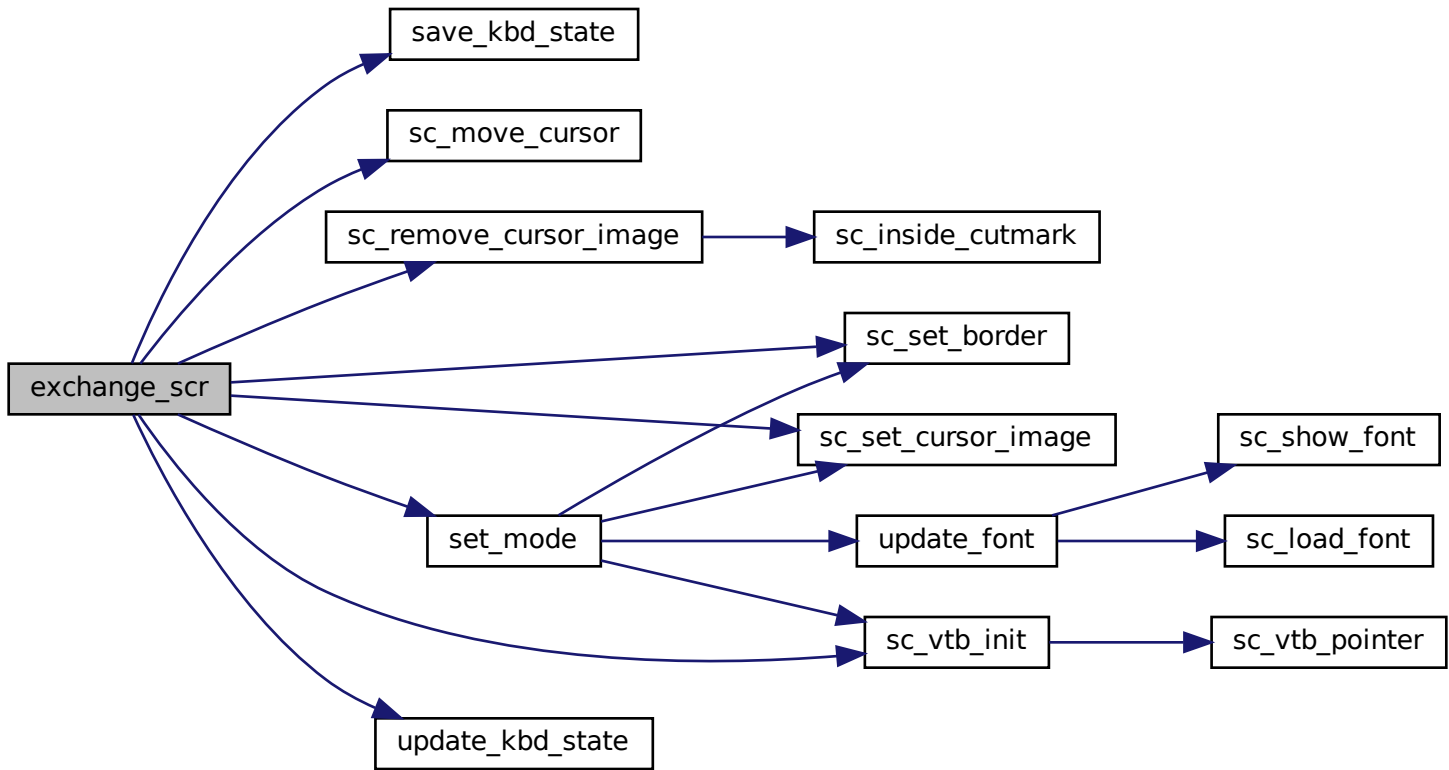 save_kbd_state
sc_move_cursor
sc_remove_cursor_image
sc_inside_cutmark
sc_set_border
exchange_scr
sc_set_cursor_image
sc_show_font
set_mode
update_font
sc_load_font
sc_vtb_init
sc_vtb_pointer
update_kbd_state